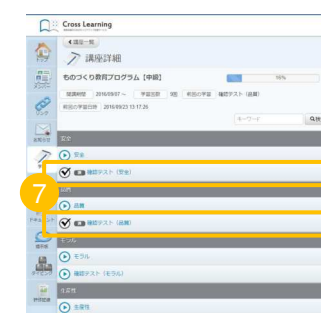 Cross Learning
講座一覧
講座詳細
ものづくり教育プログラム【中級】
16%
開講期間 2016/09/07 ~ 学習回数 9回 前回の学習 確認テスト（品質）
前回の学習日時 2016/09/23 13:17:26
キーワード
安全
安全
確認テスト（安全）
7
品質
確認テスト（品質）
モラル
モラル
確認テスト（モラル）
生産性
生産性